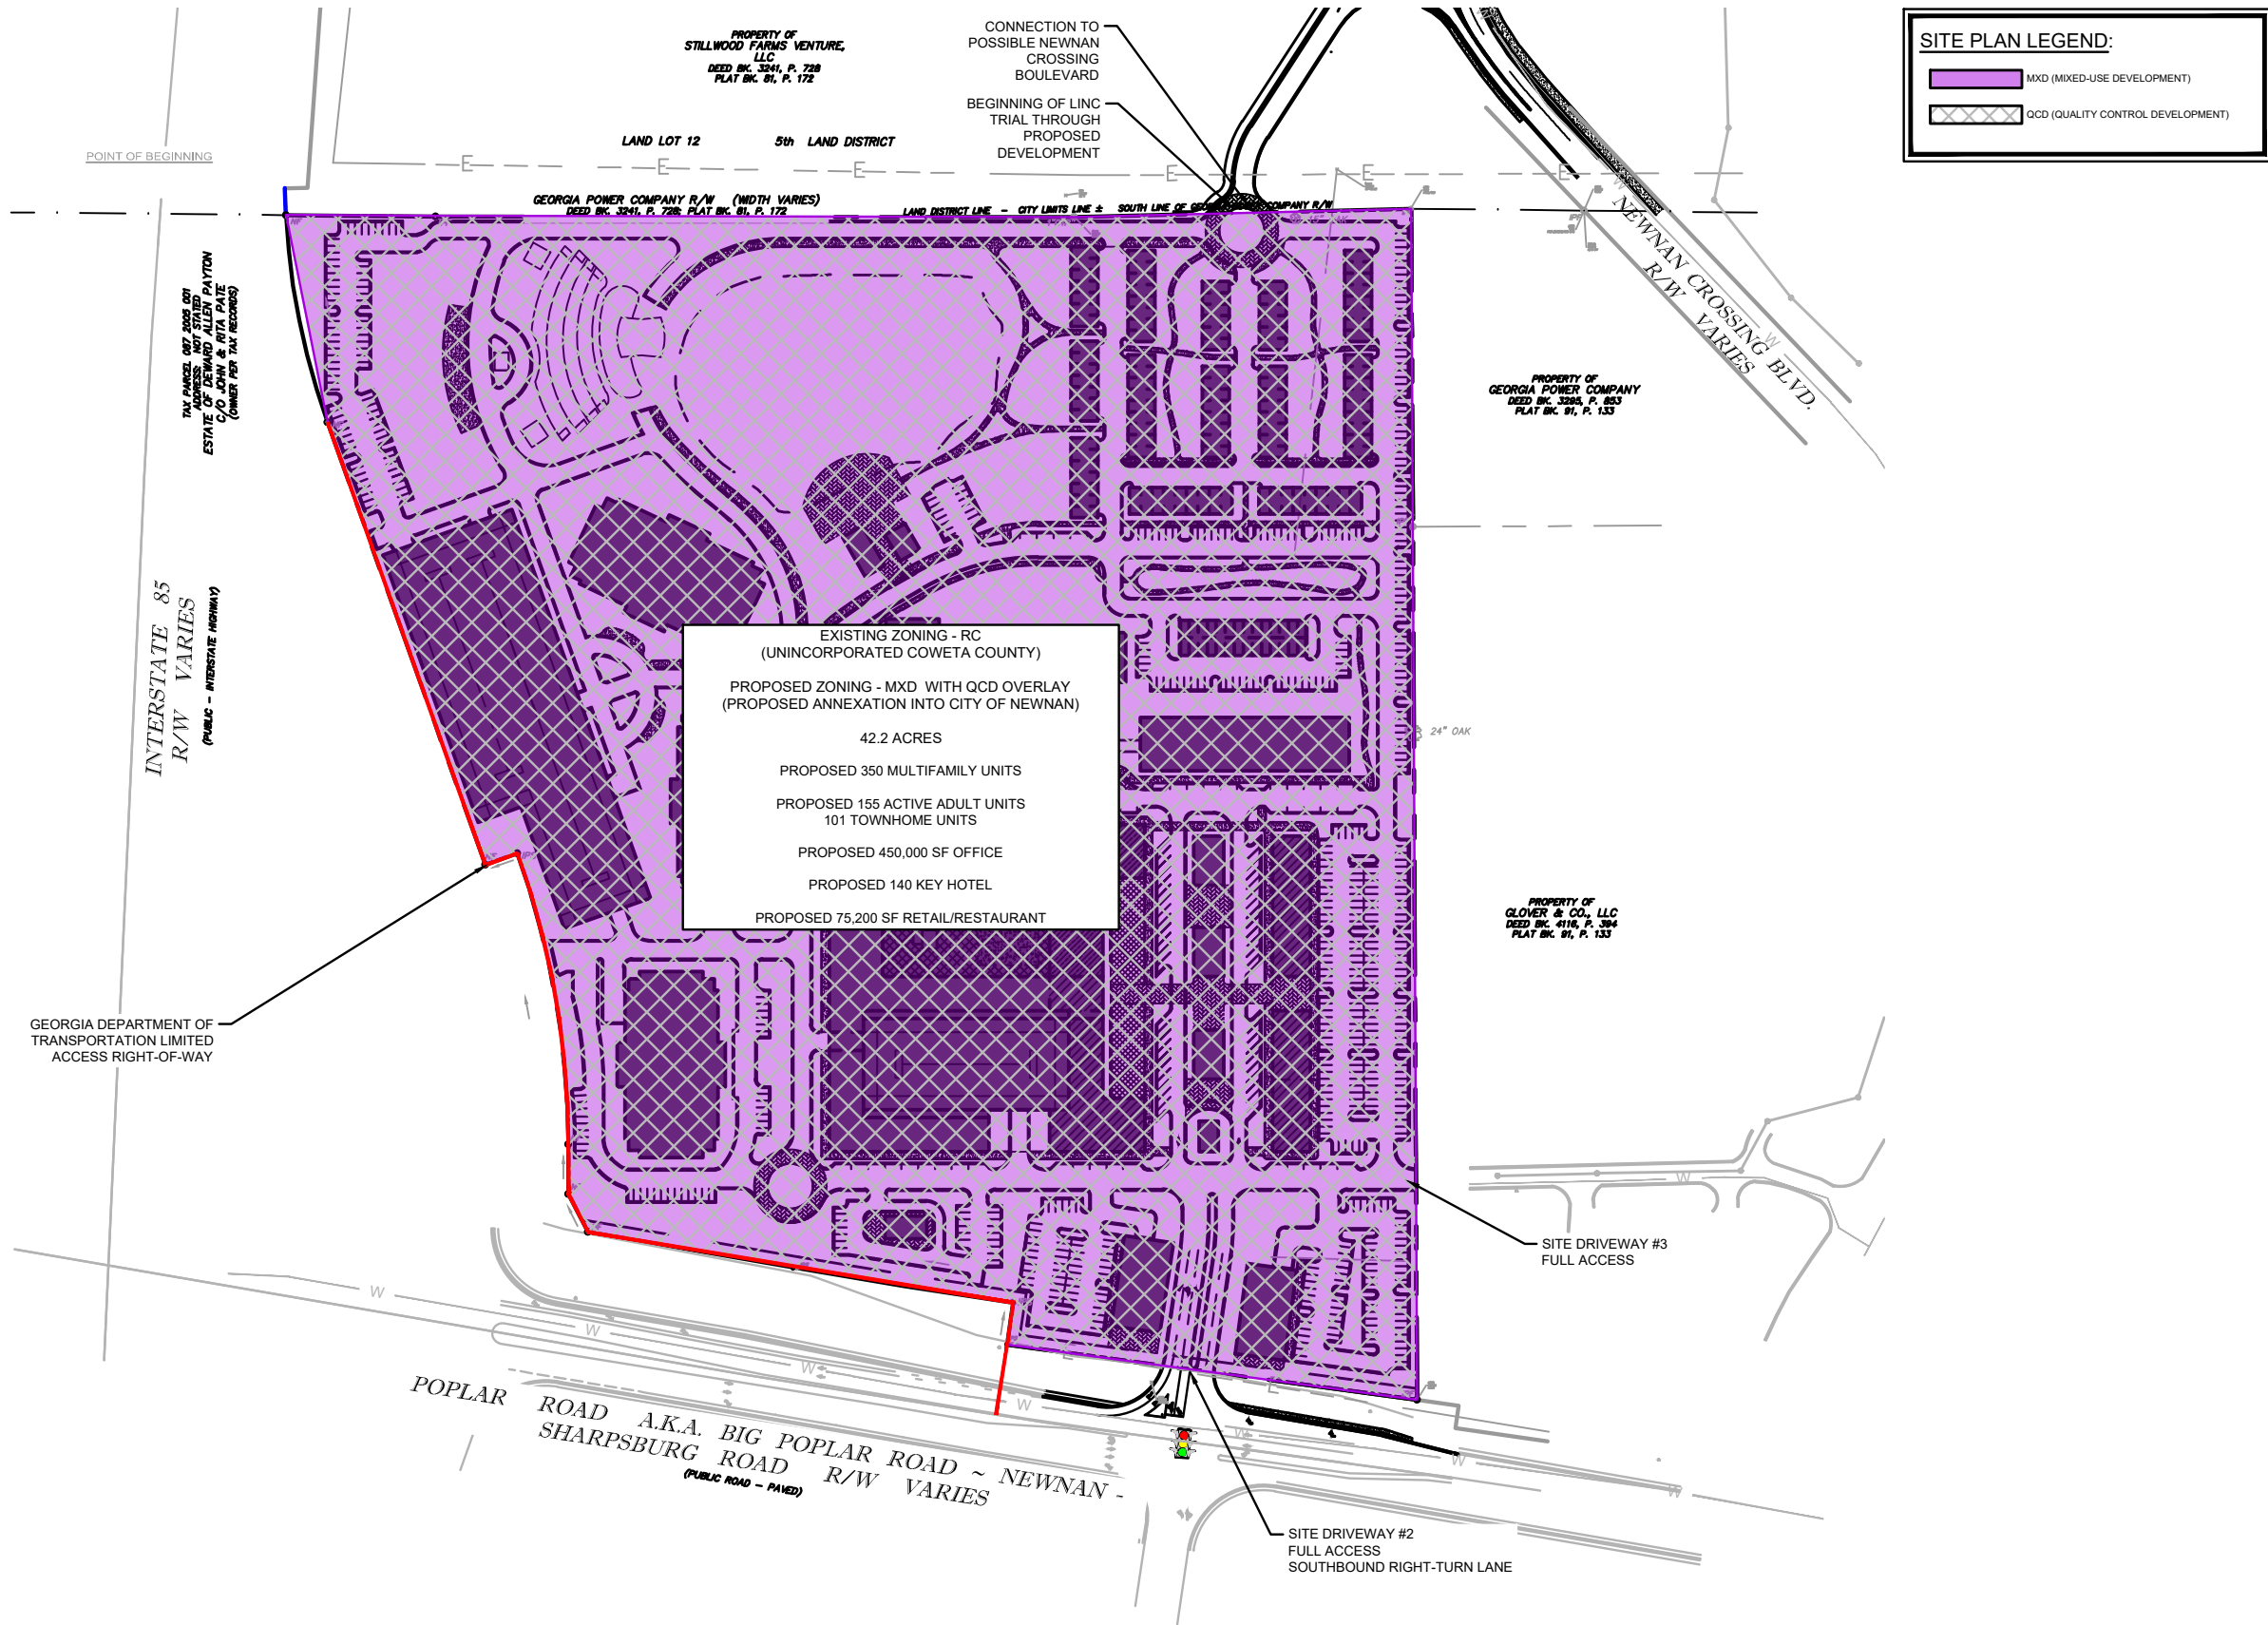 PROPERTY OF
STILLWOOD FARMS VENTURE,
LLC
DEED BK. 3241, P. 728
PLAT BK. 81, P. 172
CONNECTION TO
POSSIBLE NEWNAN
CROSSING
BOULEVARD
BEGINNING OF LINC
TRIAL THROUGH
PROPOSED
DEVELOPMENT
SITE PLAN LEGEND:
MXD (MIXED-USE DEVELOPMENT)
QCD (QUALITY CONTROL DEVELOPMENT)
LAND LOT 12 5th LAND DISTRICT
POINT OF BEGINNING
GEORGIA POWER COMPANY R/W (WIDTH VARIES)
DEED BK. 3241, P. 728; PLAT BK. 81, P. 172
LAND DISTRICT LINE - CITY LIMITS LINE ± SOUTH LINE OF COMPANY R/W
NEWNAN CROSSING BLVD.
R/W VARIES
TAX PARCEL 087 2005 001
ADDRESS: NOT STATED
ESTATE OF DEWARD ALLEN PAYTON
C/O JOHN & RITA PATE
(OWNER PER TAX RECORDS)
PROPERTY OF
GEORGIA POWER COMPANY
DEED BK. 3295, P. 853
PLAT BK. 91, P. 133
INTERSTATE 85
R/W VARIES
(PUBLIC - INTERSTATE HIGHWAY)
EXISTING ZONING - RC
(UNINCORPORATED COWETA COUNTY)
PROPOSED ZONING - MXD WITH QCD OVERLAY
(PROPOSED ANNEXATION INTO CITY OF NEWNAN)
42.2 ACRES
PROPOSED 350 MULTIFAMILY UNITS
PROPOSED 155 ACTIVE ADULT UNITS
101 TOWNHOME UNITS
PROPOSED 450,000 SF OFFICE
PROPOSED 140 KEY HOTEL
PROPOSED 75,200 SF RETAIL/RESTAURANT
24" OAK
PROPERTY OF
GLOVER & CO., LLC
DEED BK. 4116, P. 394
PLAT BK. 91, P. 133
GEORGIA DEPARTMENT OF
TRANSPORTATION LIMITED
ACCESS RIGHT-OF-WAY
SITE DRIVEWAY #3
FULL ACCESS
POPLAR ROAD A.K.A. BIG POPLAR ROAD ~ NEWNAN -
SHARPSBURG ROAD R/W VARIES
(PUBLIC ROAD - PAVED)
SITE DRIVEWAY #2
FULL ACCESS
SOUTHBOUND RIGHT-TURN LANE